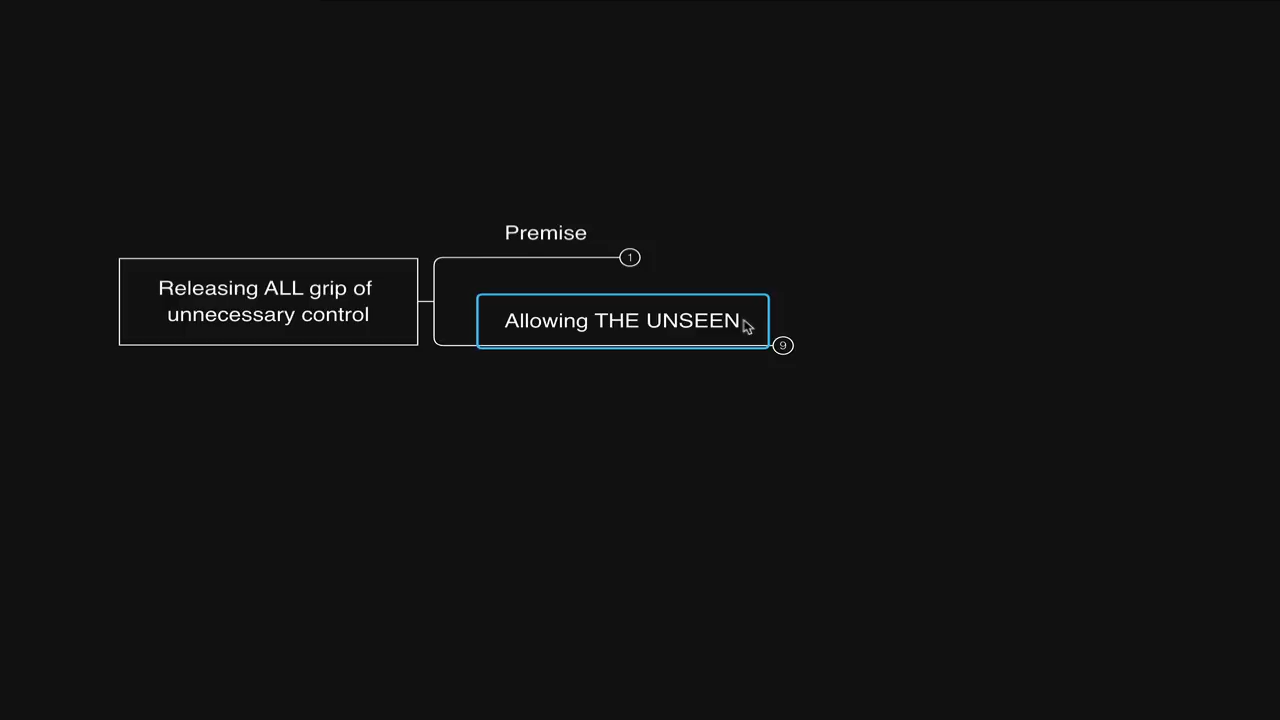 Premise
1
Releasing ALL grip of
unnecessary control
Allowing THE UNSEEN
9